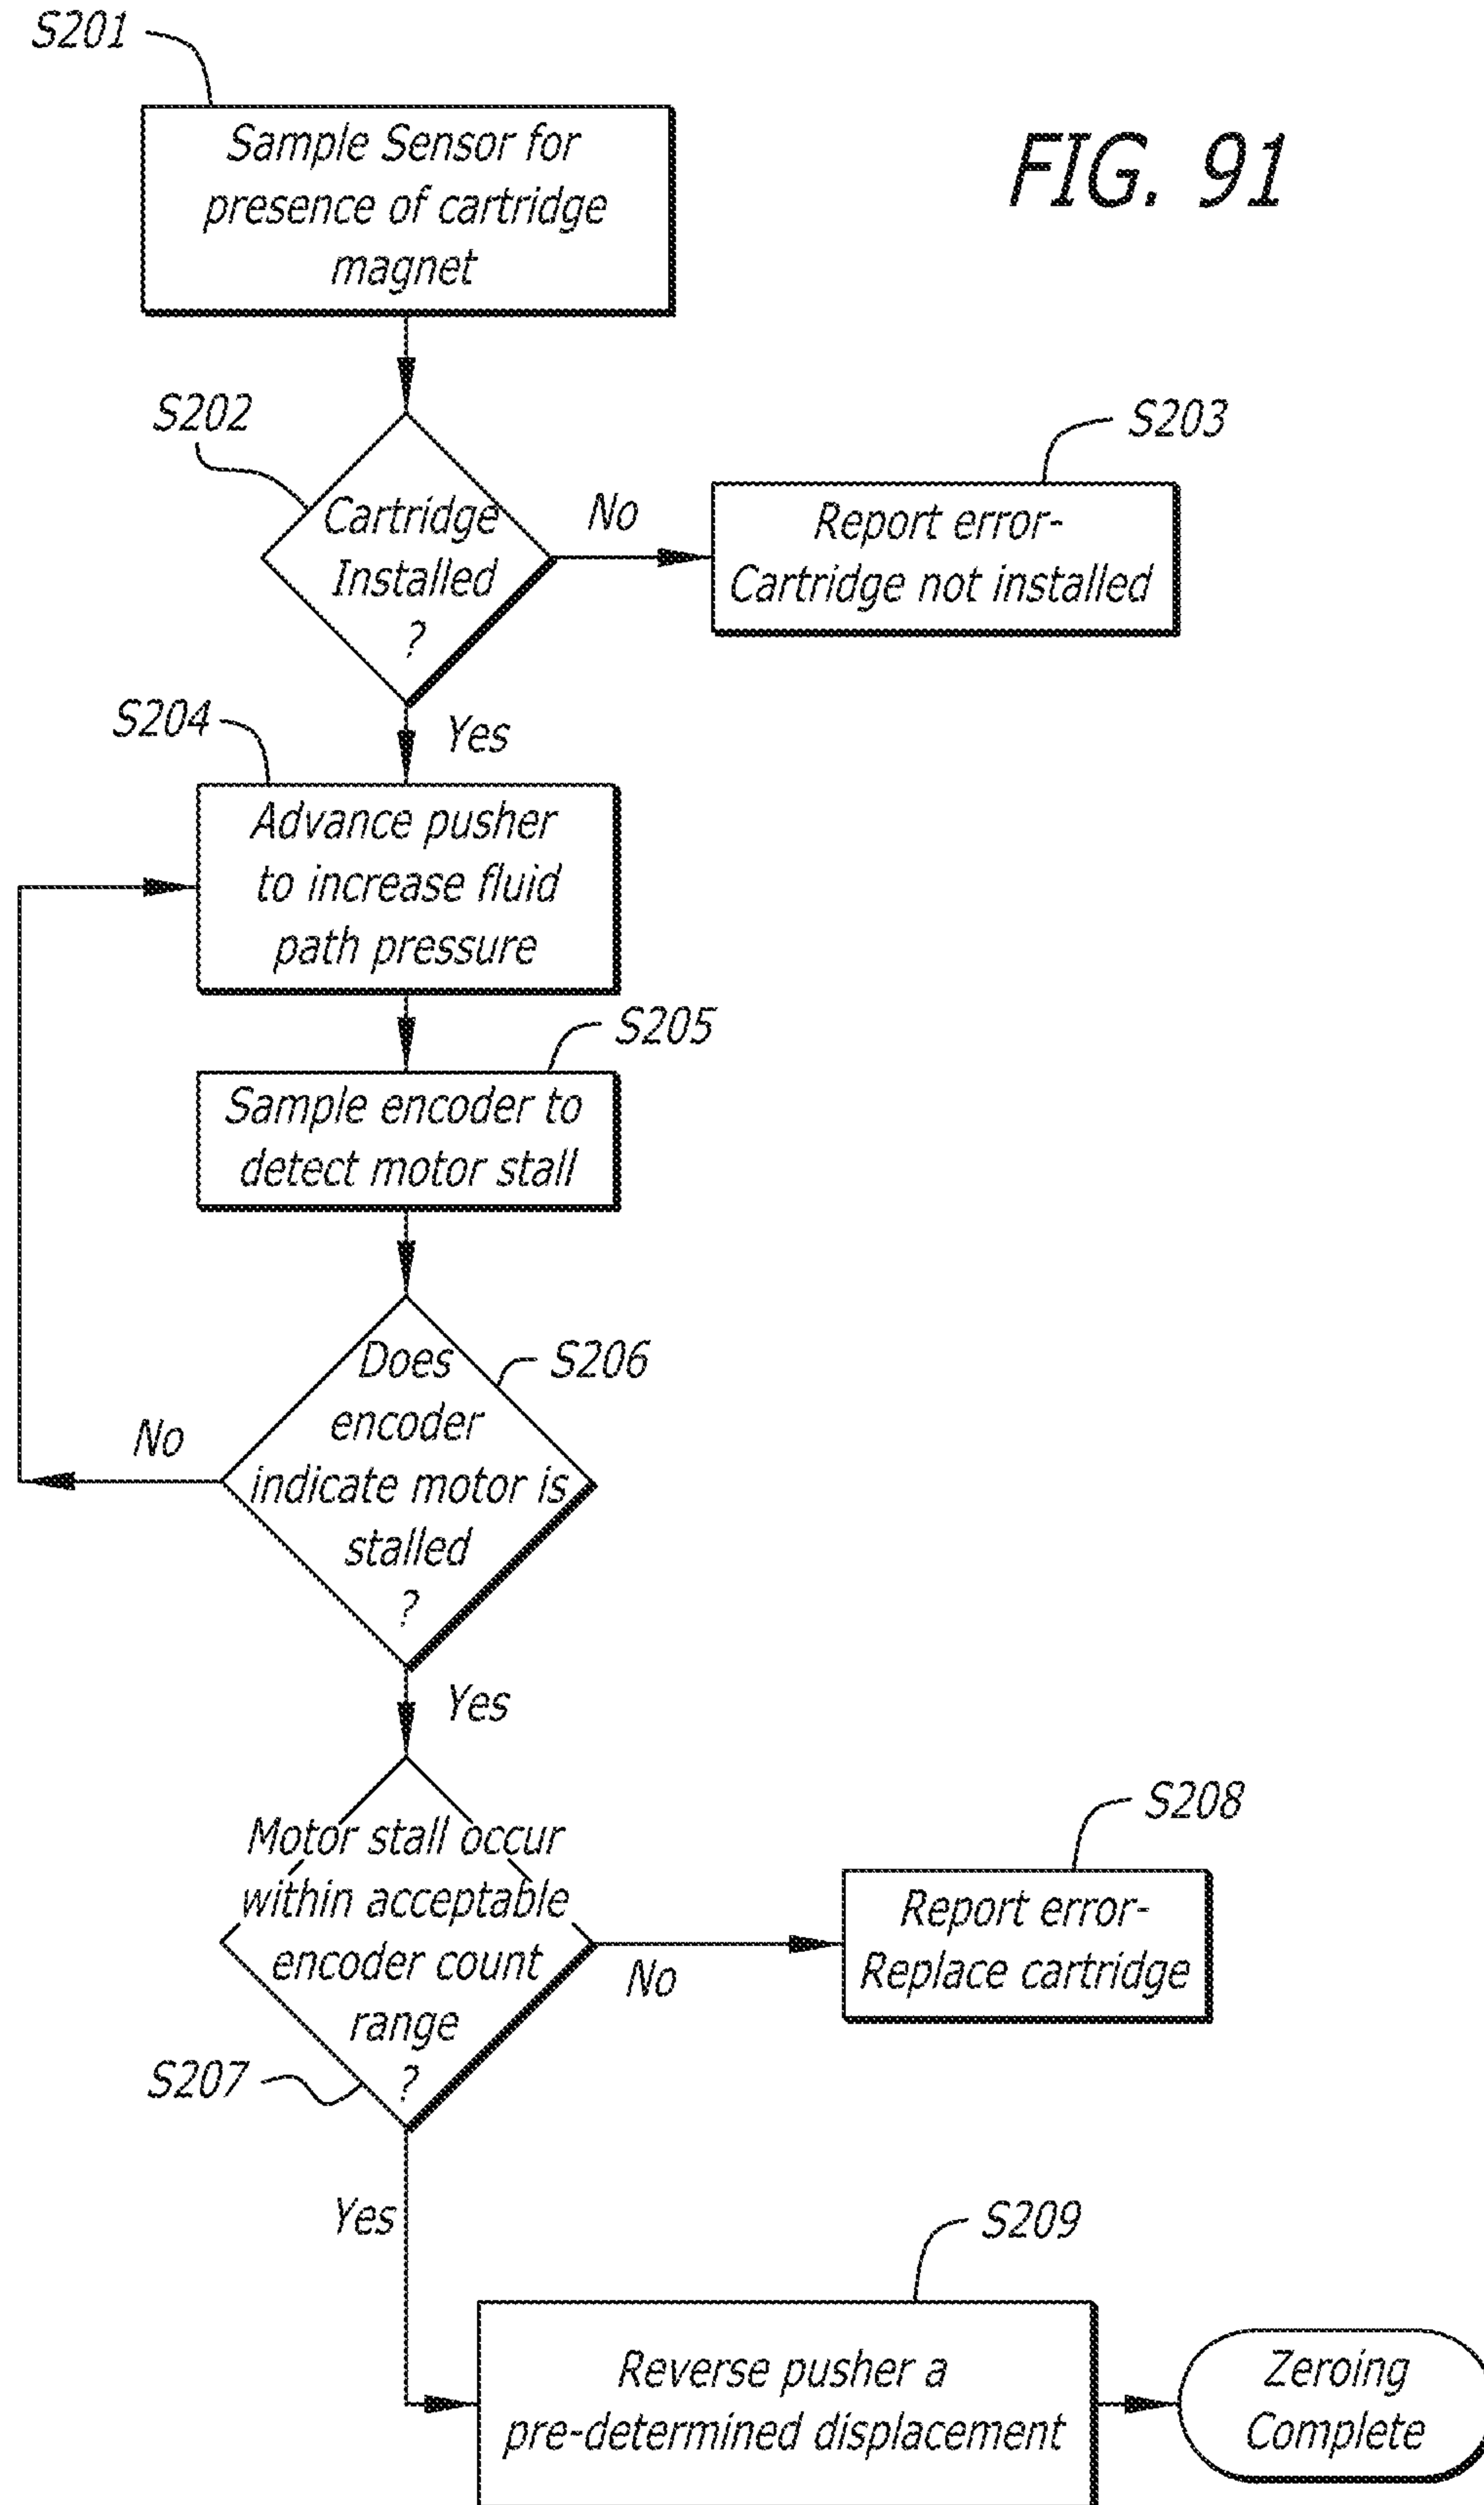 S201
Sample Sensor for
presence of cartridge
magnet
FIG. 91
S202
Cartridge
Installed
?
No
S203
Report error-
Cartridge not installed
Yes
S204
Advance pusher
to increase fluid
path pressure
S205
Sample encoder to
detect motor stall
S206
Does
encoder
indicate motor is
stalled
?
No
Yes
Motor stall occur
within acceptable
encoder count
range
?
S207
No
S208
Report error-
Replace cartridge
Yes
S209
Reverse pusher a
pre-determined displacement
Zeroing
Complete